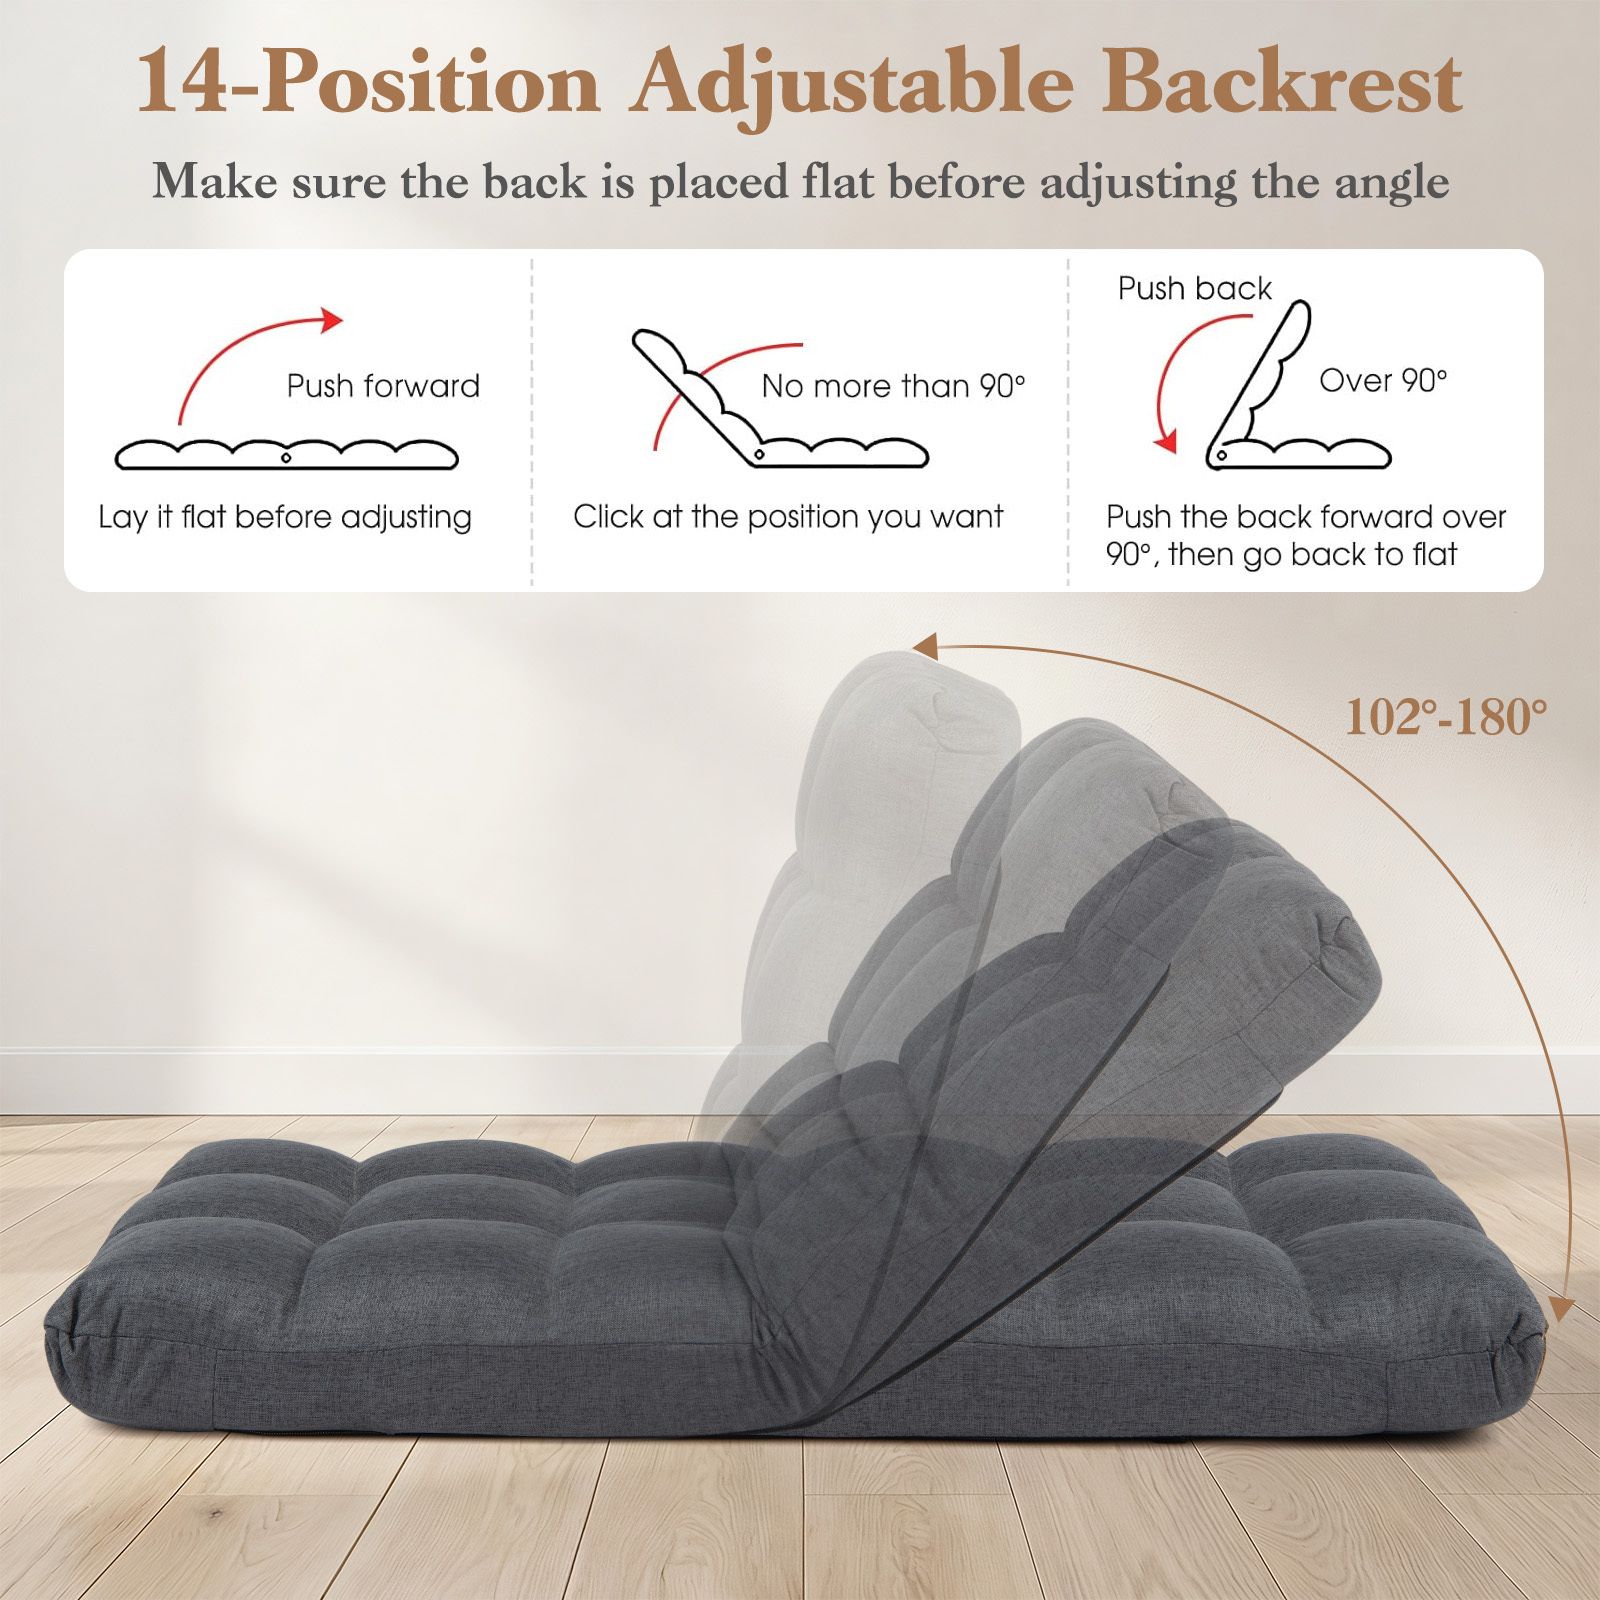 14-Position Adjustable Backrest
Make sure the back is placed flat before adjusting the angle
Push forward
Lay it flat before adjusting
No more than 90°
Click at the position you want
Push back
Over 90°
Push the back forward over
90°, then go back to flat
102°-180°